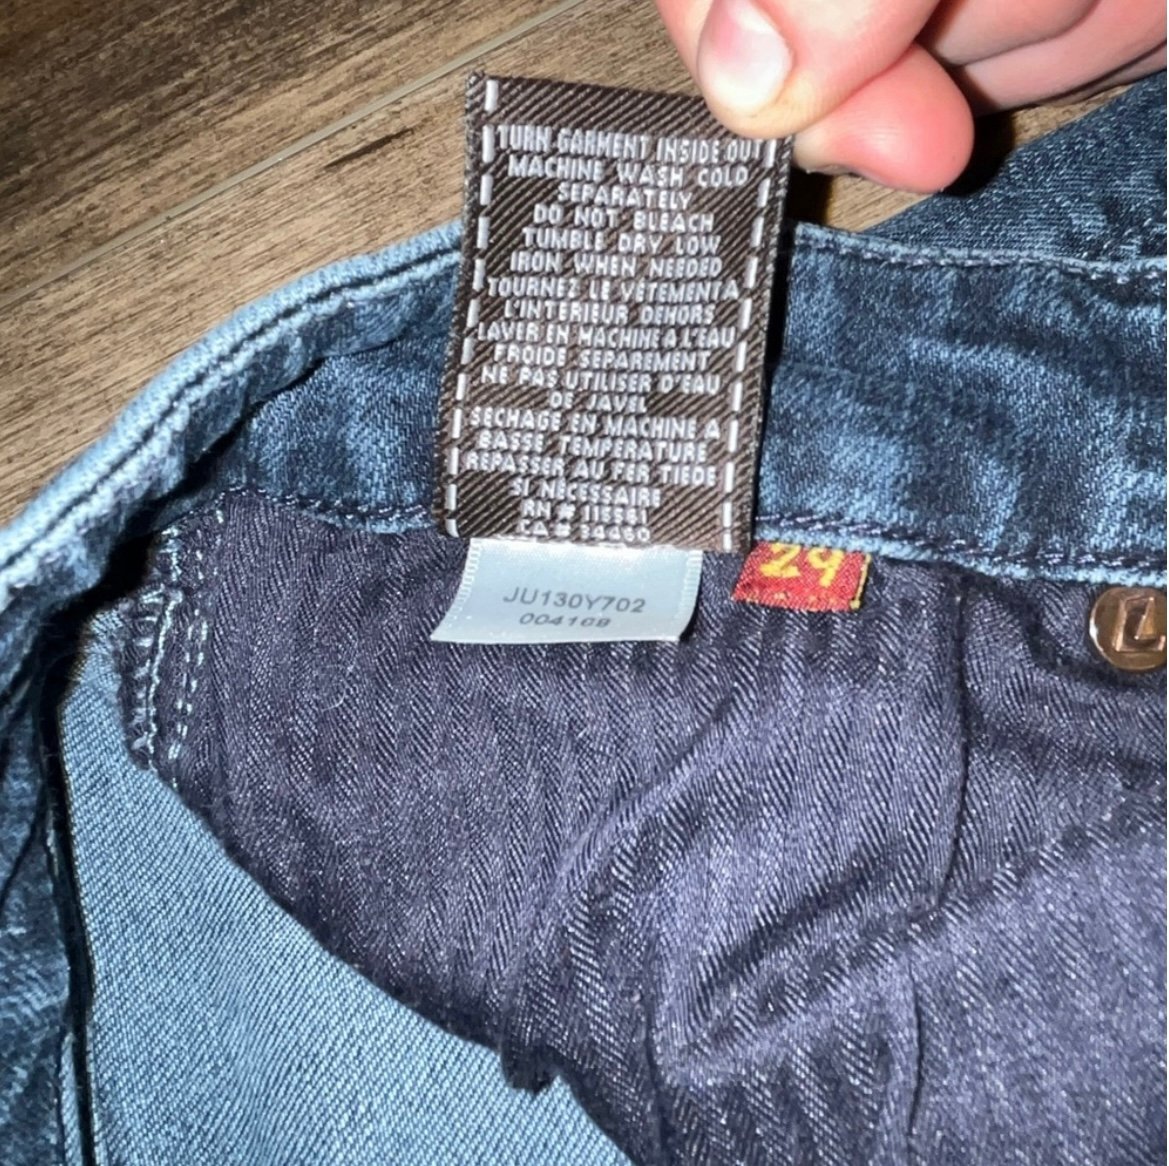 TURN GARMENT INSIDE OUT
MACHINE WASH COLD
SEPARATELY
DO NOT BLEACH
TUMBLE DRY LOW
IRON WHEN NEEDED
TOURNEZ LE VETEMENT A
L'INTERIEUR DEHORS
LAVER EN MACHINE A L'EAU
FROIDE SEPAREMENT
NE PAS UTILISER D'EAU
DE JAVEL
SECHAGE EN MACHINE A
BASSE TEMPERATURE
REPASSER AU FER TIEDE
SI NECESSAIRE
RN # 115581
CA #
JU130Y702
29
L